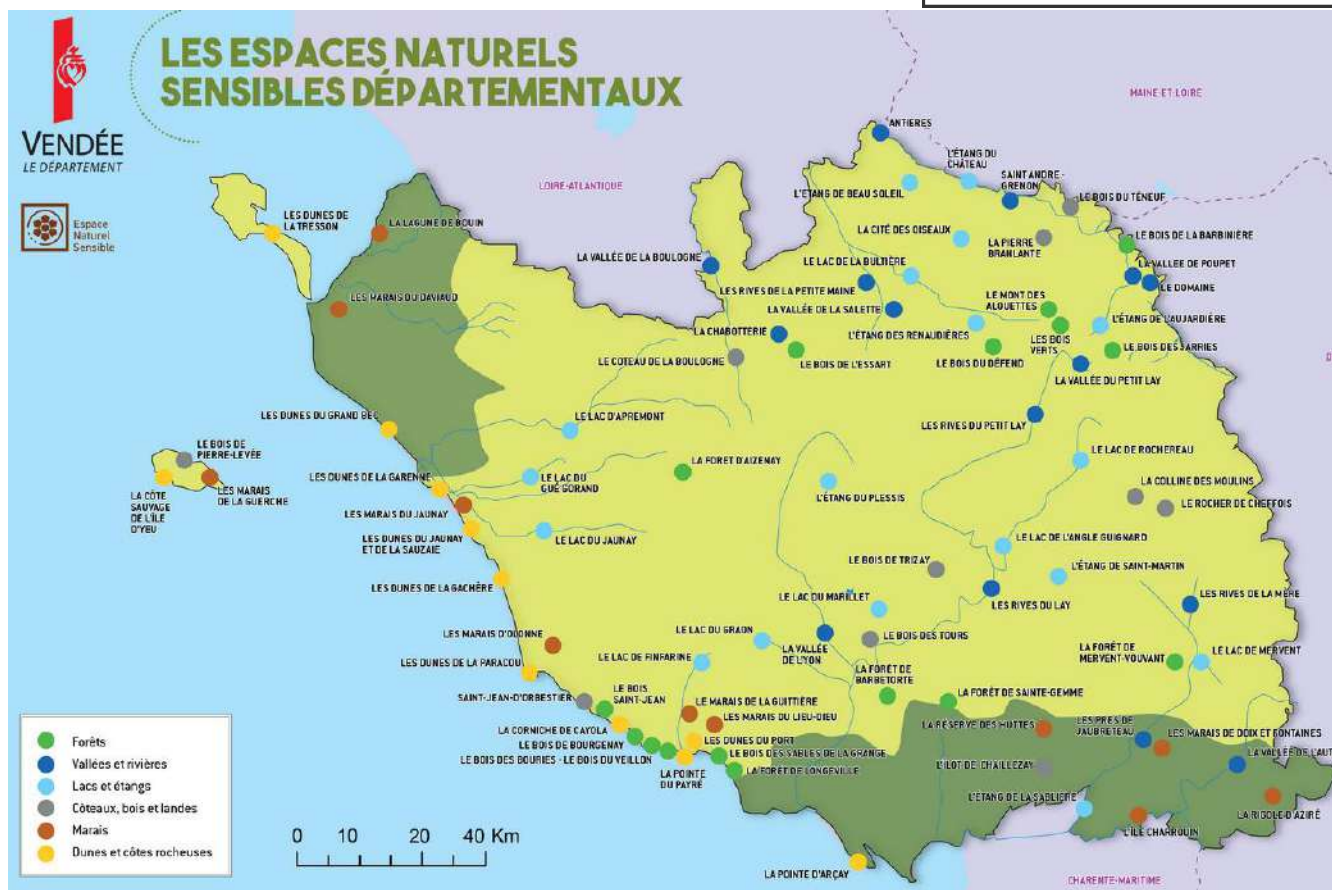 LES ESPACES NATURELS
SENSIBLES DÉPARTEMENTAUX
VENDÉE
LE DÉPARTEMENT
Espace
Naturel
Sensible
MAINE-ET-LOIRE
LOIRE-ATLANTIQUE
ANTIERES
L'ÉTANG DU
CHÂTEAU
SAINT ANDRE -
GRENON
L'ÉTANG DE BEAU SOLEIL
LE BOIS DU TÉNEUF
LES DUNES DE
LA TRESSON
LA LAGUNE DE BOUIN
LA CITÉ DES OISEAUX
LA PIERRE
BRANLANTE
LE BOIS DE LA BARBINIÈRE
LA VALLÉE DE LA BOULOGNE
LE LAC DE LA BULTIÈRE
LA VALLÉE DE POUPET
LES RIVES DE LA PETITE MAINE
LE DOMAINE
LES MARAIS DU DAVIAUD
LA VALLÉE DE LA SALETTE
LE MONT DES
ALOUETTES
L'ÉTANG DE L'AUJARDIÈRE
LA CHABOTTERIE
L'ÉTANG DES RENAUDIÈRES
LES BOIS
VERTS
LE BOIS DES JARRIES
LE COTEAU DE LA BOULOGNE
LE BOIS DE L'ESSART
LE BOIS DU DÉFEND
LA VALLÉE DU PETIT LAY
LES DUNES DU GRAND BEC
LE LAC D'APREMONT
LES RIVES DU PETIT LAY
LE BOIS DE
PIERRE-LEVÉE
LE LAC DE ROCHEREAU
LA FORET D'AIZENAY
LES DUNES DE LA GARENNE
LE LAC DU
GUÉ GORAND
L'ÉTANG DU PLESSIS
LA COLLINE DES MOULINS
LE ROCHER DE CHEFFOIS
LA CÔTE
SAUVAGE
DE L'ÎLE
D'YEU
LES MARAIS
DE LA GUERCHE
LES MARAIS DU JAUNAY
LES DUNES DU JAUNAY
ET DE LA SAUZAIE
LE LAC DU JAUNAY
LE LAC DE L'ANGLE GUIGNARD
LE BOIS DE TRIZAY
L'ÉTANG DE SAINT-MARTIN
LES DUNES DE LA GACHÈRE
LE LAC DU MARILLET
LES RIVES DU LAY
LES RIVES DE LA MÈRE
LES MARAIS D'OLONNE
LE LAC DU GRAON
LA VALLÉE
DE L'YON
LE BOIS DES TOURS
LES DUNES DE LA PARACOU
LE LAC DE FINFARINE
LA FORÊT DE
BARBETORTE
LA FORÊT DE
MERVENT-VOUVANT
LE LAC DE MERVENT
SAINT-JEAN-D'ORBESTIER
LE BOIS
SAINT-JEAN
LE MARAIS DE LA GUITTIÈRE
LA FORÊT DE SAINTE-GEMME
LES MARAIS DU LIEU-DIEU
LA RÉSERVE DES HUTTES
LES PRÉS DE
JAUBRETEAU
LES MARAIS DE DOIX ET FONTAINES
LA CORNICHE DE CAYOLA
LE BOIS DE BOURGENAY
LES DUNES DU PORT
LE BOIS DES BOURIES - LE BOIS DU VEILLON
LE BOIS DES SABLES DE LA GRANGE
LA POINTE
DU PAYRÉ
LA FORÊT DE LONGEVILLE
L'ILOT DE CHAILLEZAY
LA VALLÉE DE L'AUT
L'ÉTANG DE LA SABLIÈRE
LA RIGOLE D'AZIRÉ
L'ÎLE CHARROUIN
LA POINTE D'ARÇAY
CHARENTE-MARITIME
D
Forêts
Vallées et rivières
Lacs et étangs
Côteaux, bois et landes
Marais
Dunes et côtes rocheuses
0 10 20 40 Km